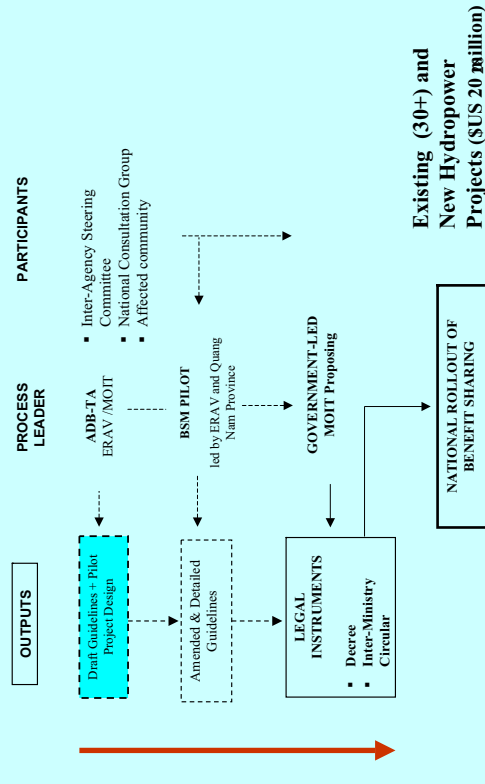 OUTPUTS
PROCESS
LEADER
PARTICIPANTS
Draft Guidelines + Pilot
Project Design
ADB-TA
ERAV /MOIT
▪ Inter-Agency Steering
Committee
▪ National Consultation Group
▪ Affected community
Amended & Detailed
Guidelines
BSM PILOT
led by ERAV and Quang
Nam Province
LEGAL
INSTRUMENTS
▪ Decree
▪ Inter-Ministry
Circular
GOVERNMENT-LED
MOIT Proposing
NATIONAL ROLLOUT OF
BENEFIT SHARING
Existing (30+) and
New Hydropower
Projects ($US 20 million)